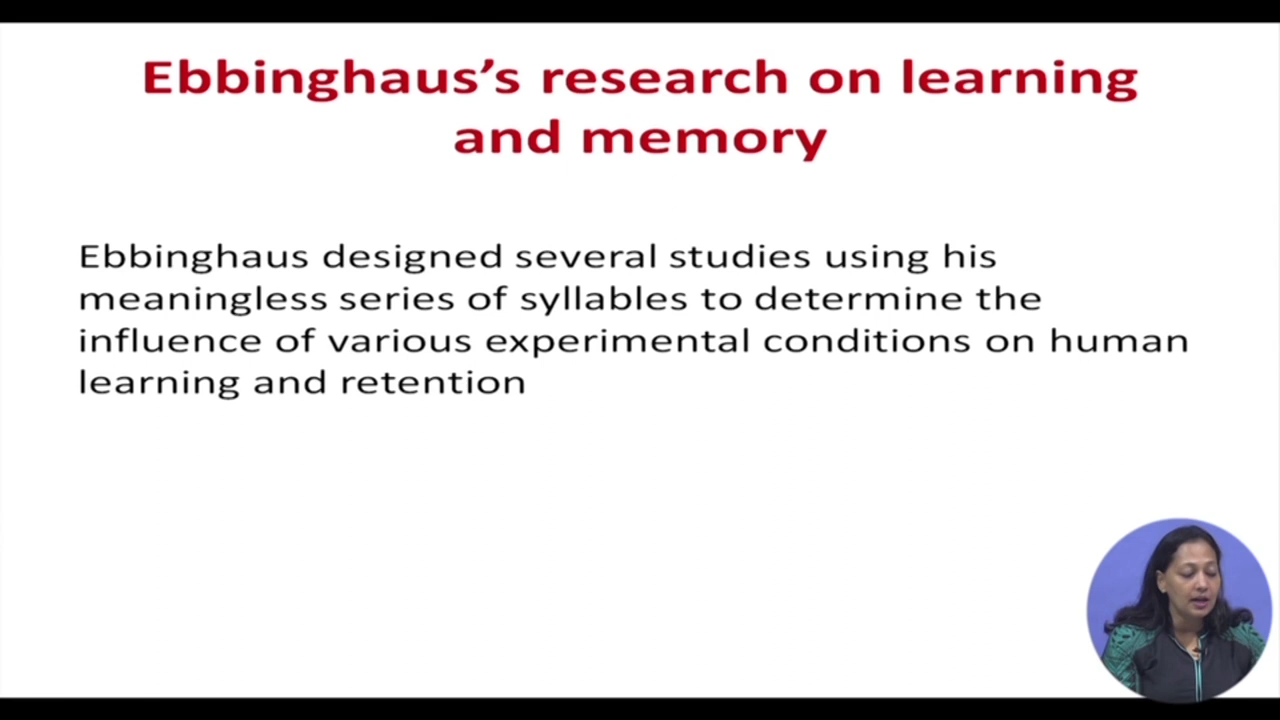 Ebbinghaus’s research on learning
and memory
Ebbinghaus designed several studies using his
meaningless series of syllables to determine the
influence of various experimental conditions on human
learning and retention